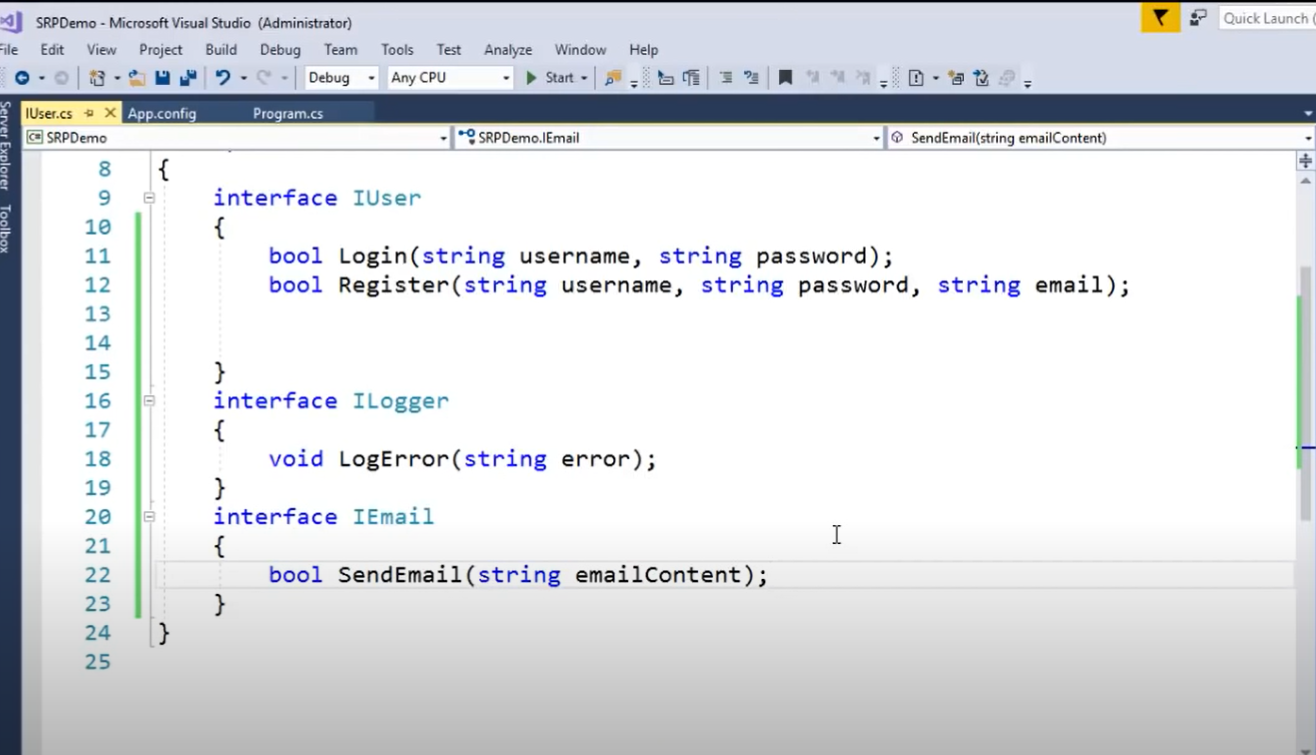 SRPDemo - Microsoft Visual Studio (Administrator)
Quick Launch (
File Edit View Project Build Debug Team Tools Test Analyze Window Help
Debug Any CPU Start
Server Explorer
Toolbox
IUser.cs App.config Program.cs
SRPDemo SRPDemo.IEmail SendEmail(string emailContent)
8 {
9 interface IUser
10 {
11 bool Login(string username, string password);
12 bool Register(string username, string password, string email);
13
14
15 }
16 interface ILogger
17 {
18 void LogError(string error);
19 }
20 interface IEmail
21 {
22 bool SendEmail(string emailContent);
23 }
24 }
25